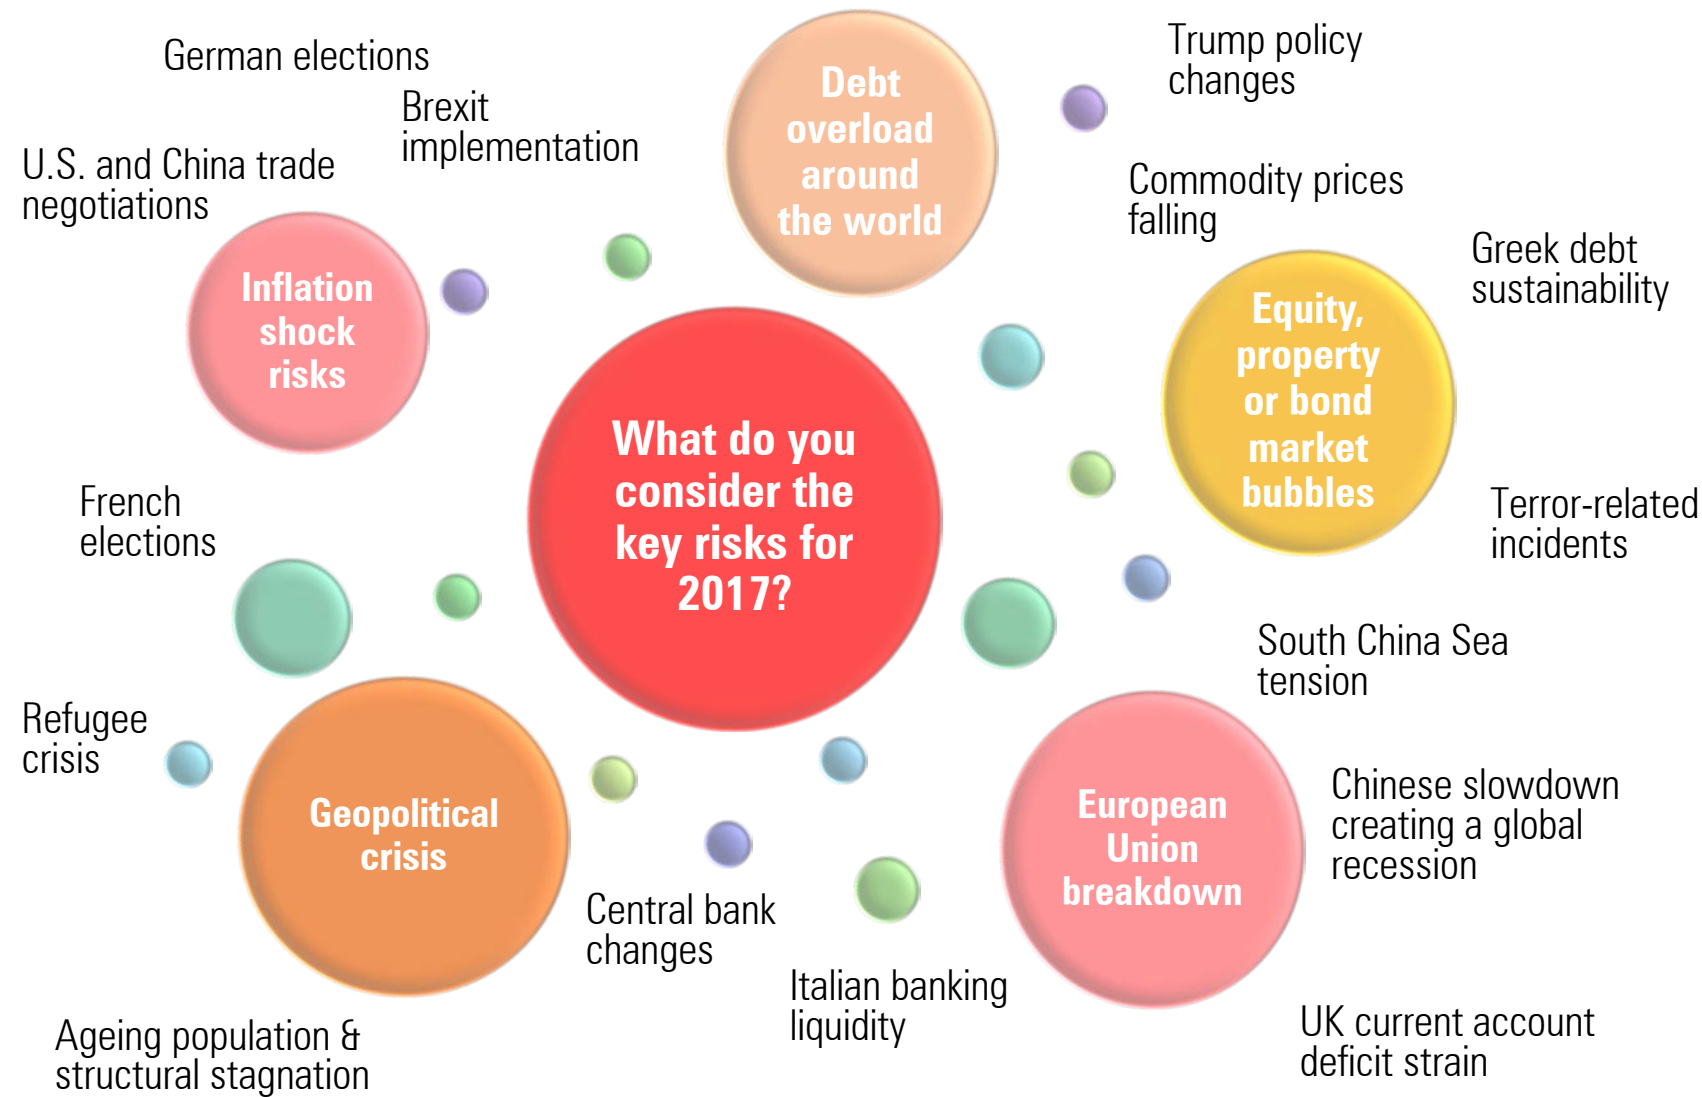 German elections
Brexit
implementation
U.S. and China trade
negotiations
Debt
overload
around
the world
Trump policy
changes
Commodity prices
falling
Greek debt
sustainability
Inflation
shock
risks
Equity,
property
or bond
market
bubbles
What do you
consider the
key risks for
2017?
French
elections
Terror-related
incidents
South China Sea
tension
Refugee
crisis
Geopolitical
crisis
European
Union
breakdown
Chinese slowdown
creating a global
recession
Central bank
changes
Italian banking
liquidity
Ageing population &
structural stagnation
UK current account
deficit strain